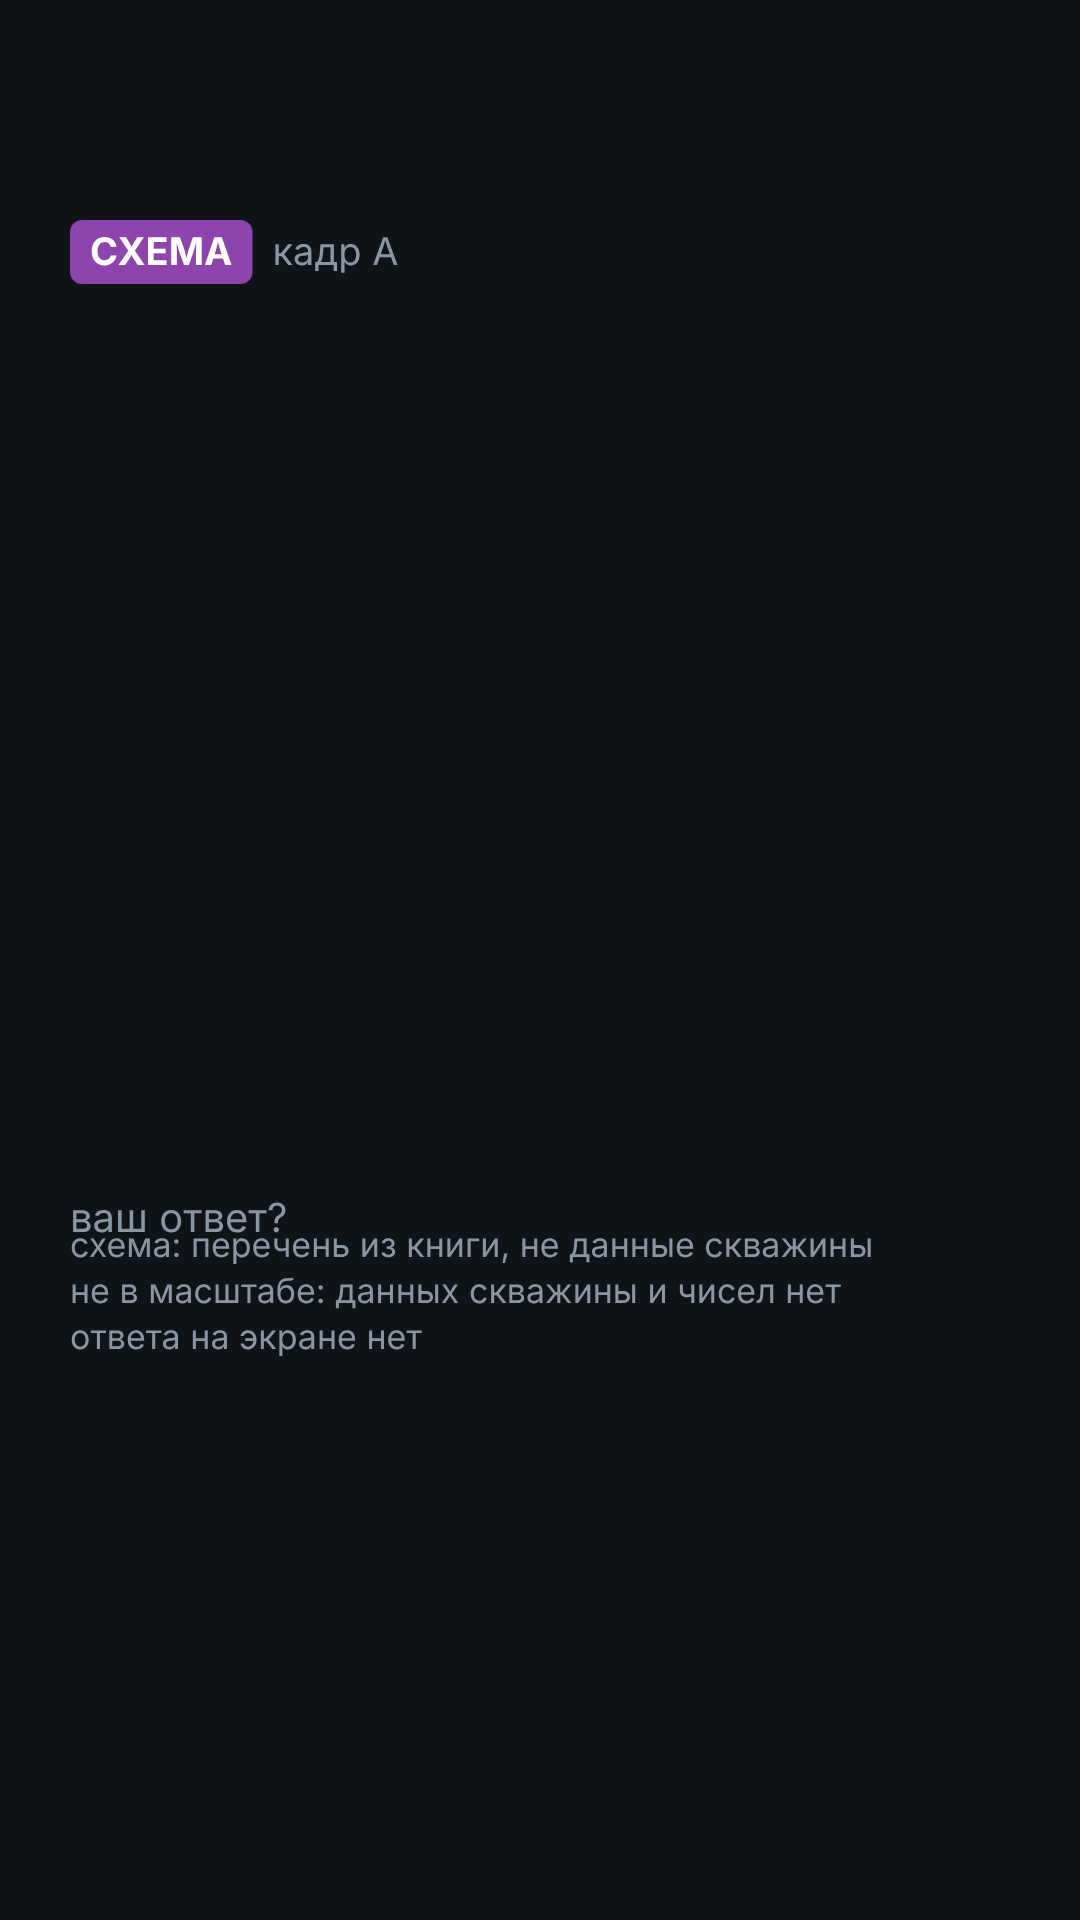 СХЕМА кадр А
ваш ответ?
схема: перечень из книги, не данные скважины
не в масштабе: данных скважины и чисел нет
ответа на экране нет